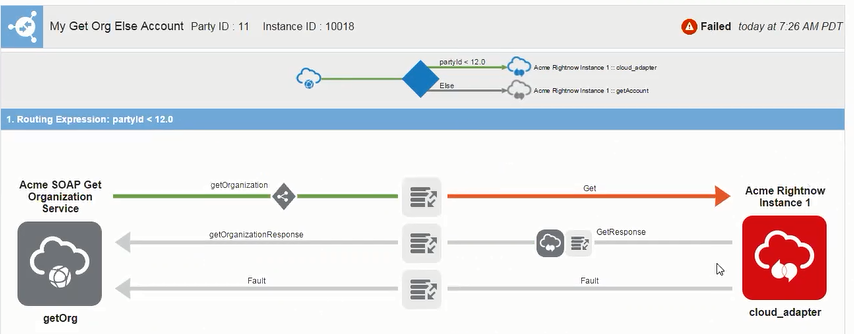 My Get Org Else Account Party ID : 11 Instance ID : 10018 Failed today at 7:26 AM PDT
partyId < 12.0
Acme Rightnow Instance 1 :: cloud_adapter
Else
Acme Rightnow Instance 1 :: getAccount
1. Routing Expression: partyId < 12.0
Acme SOAP Get
Organization
Service
getOrganization
Get
Acme Rightnow
Instance 1
getOrganizationResponse
GetResponse
Fault
Fault
getOrg
cloud_adapter